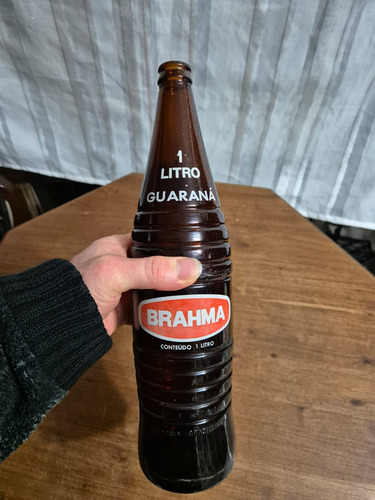 1
LITRO
GUARANÁ
BRAHMA
CONTEÚDO 1 LITRO